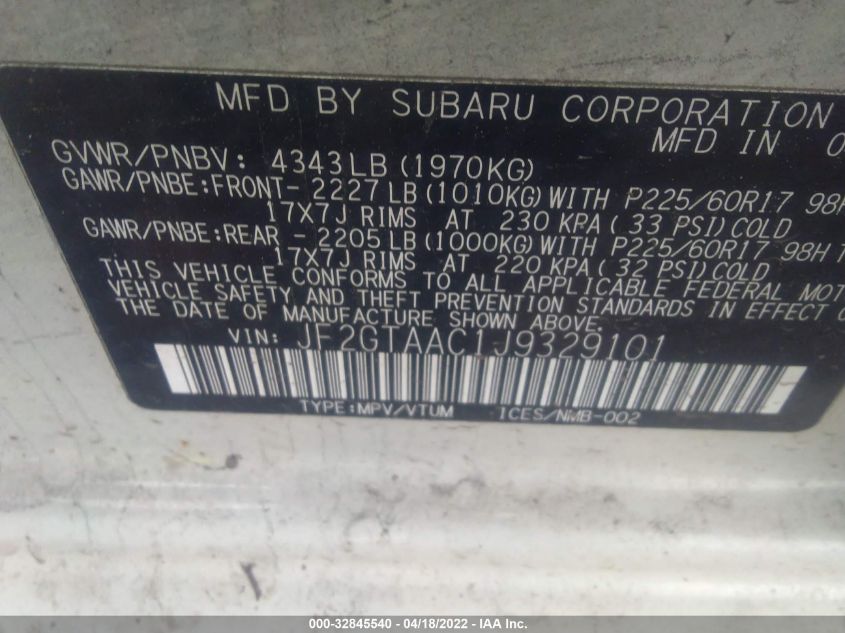 MFD BY SUBARU CORPORATION
MFD IN 0
GVWR/PNBV: 4343LB (1970KG)
GAWR/PNBE:FRONT- 2227 LB (1010KG) WITH P225/60R17 98H
17X7J RIMS AT 230 KPA ( 33 PSI) COLD
GAWR/PNBE:REAR - 2205 LB (1000KG) WITH P225/60R17 98H T
17X7J RIMS AT 220 KPA ( 32 PSI) COLD
THIS VEHICLE CONFORMS TO ALL APPLICABLE FEDERAL MOT
VEHICLE SAFETY AND THEFT PREVENTION STANDARDS IN EFFECT O
THE DATE OF MANUFACTURE SHOWN ABOVE.
VIN: JF2GTAAC1J9329101
TYPE:MPV/VTUM ICES/NMB-002
000-32845540 - 04/18/2022 - IAA Inc.